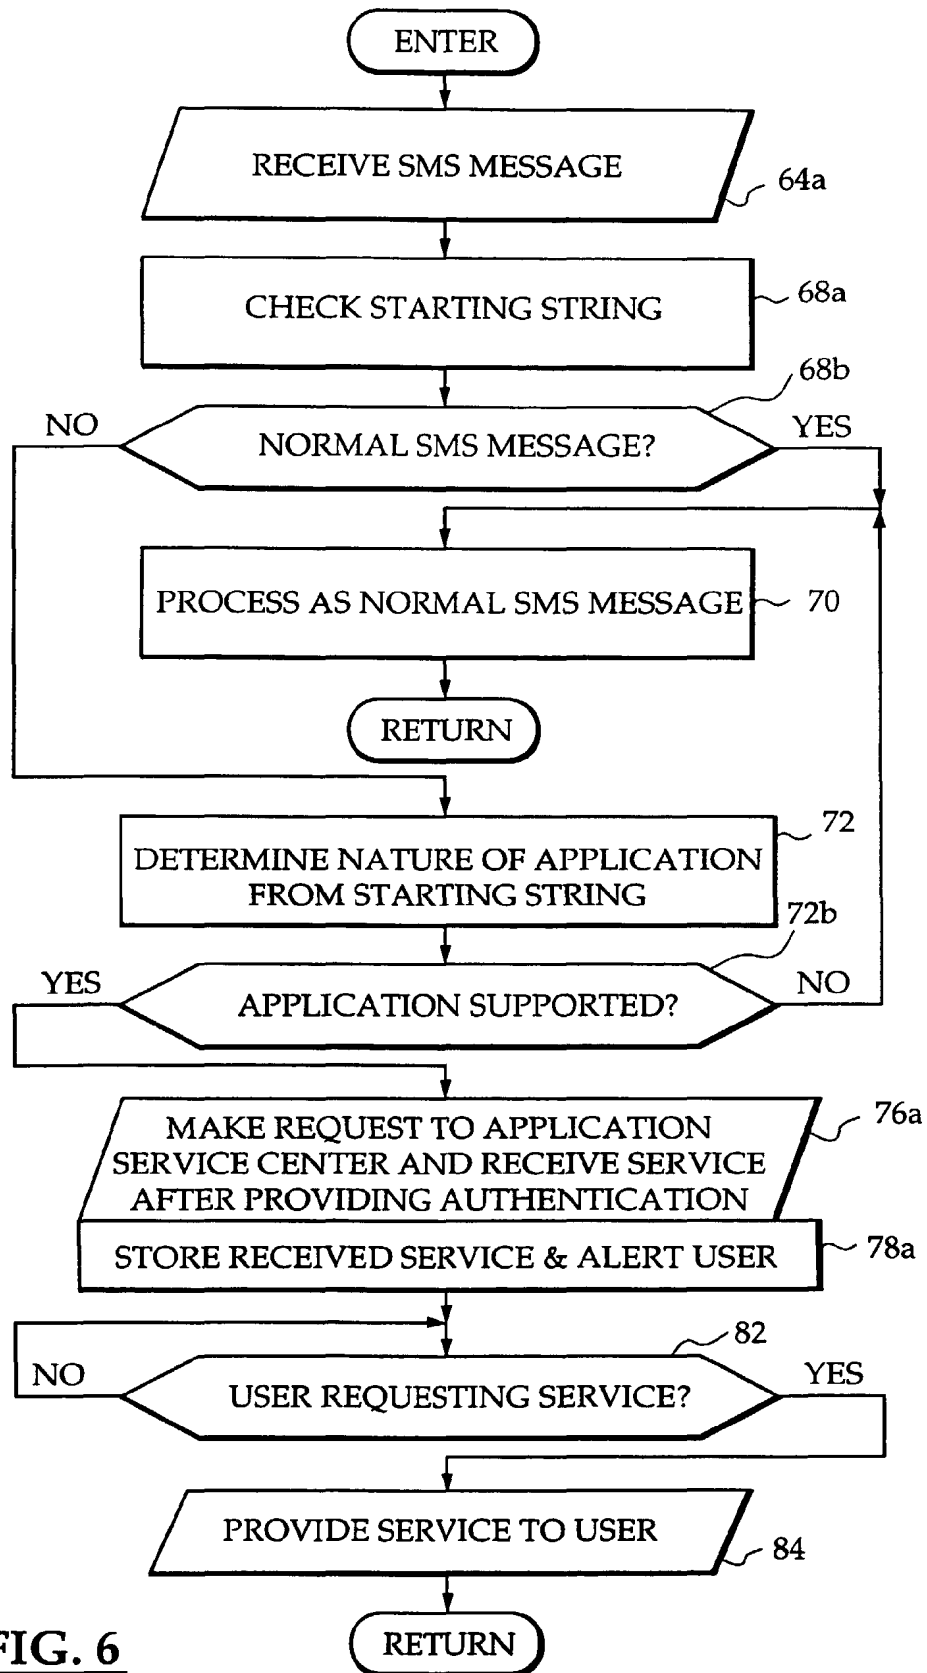 ENTER
RECEIVE SMS MESSAGE
64a
CHECK STARTING STRING
68a
68b
NO
NORMAL SMS MESSAGE?
YES
PROCESS AS NORMAL SMS MESSAGE
70
RETURN
72
DETERMINE NATURE OF APPLICATION
FROM STARTING STRING
72b
YES
APPLICATION SUPPORTED?
NO
MAKE REQUEST TO APPLICATION
SERVICE CENTER AND RECEIVE SERVICE
AFTER PROVIDING AUTHENTICATION
76a
STORE RECEIVED SERVICE & ALERT USER
78a
82
NO
USER REQUESTING SERVICE?
YES
PROVIDE SERVICE TO USER
84
RETURN
FIG. 6